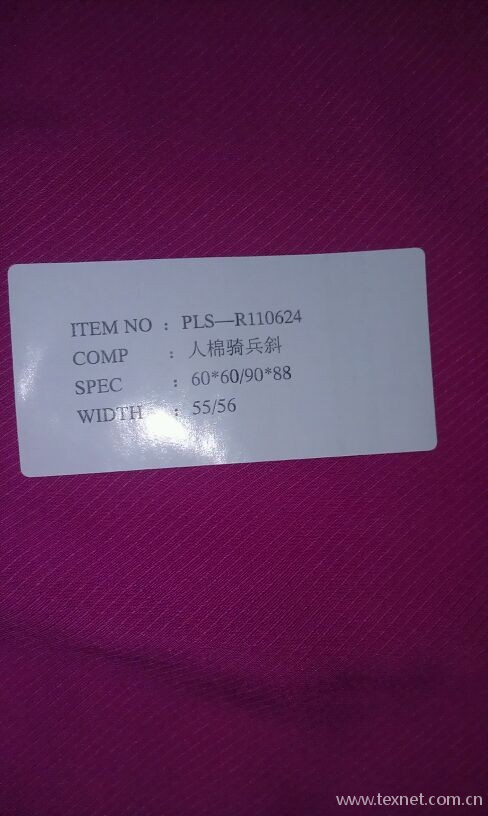 ITEM NO : PLS—R110624
COMP : 人棉骑兵斜
SPEC : 60*60/90*88
WIDTH : 55/56
www.texnet.com.cn